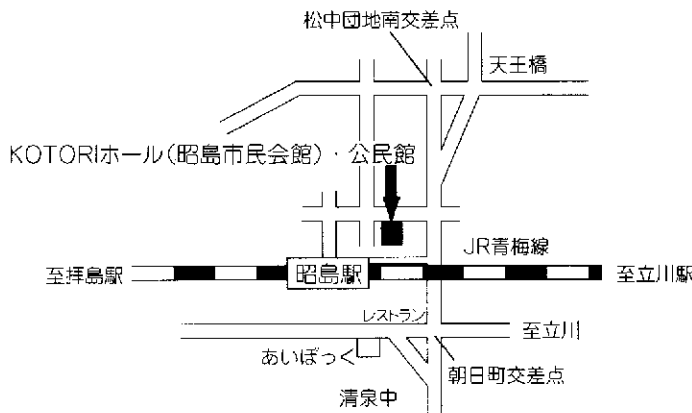 松中団地南交差点
天王橋
KOTORIホール(昭島市民会館)・公民館
JR青梅線
至拝島駅
昭島駅
至立川駅
レストラン
至立川
あいぽっく
朝日町交差点
清泉中